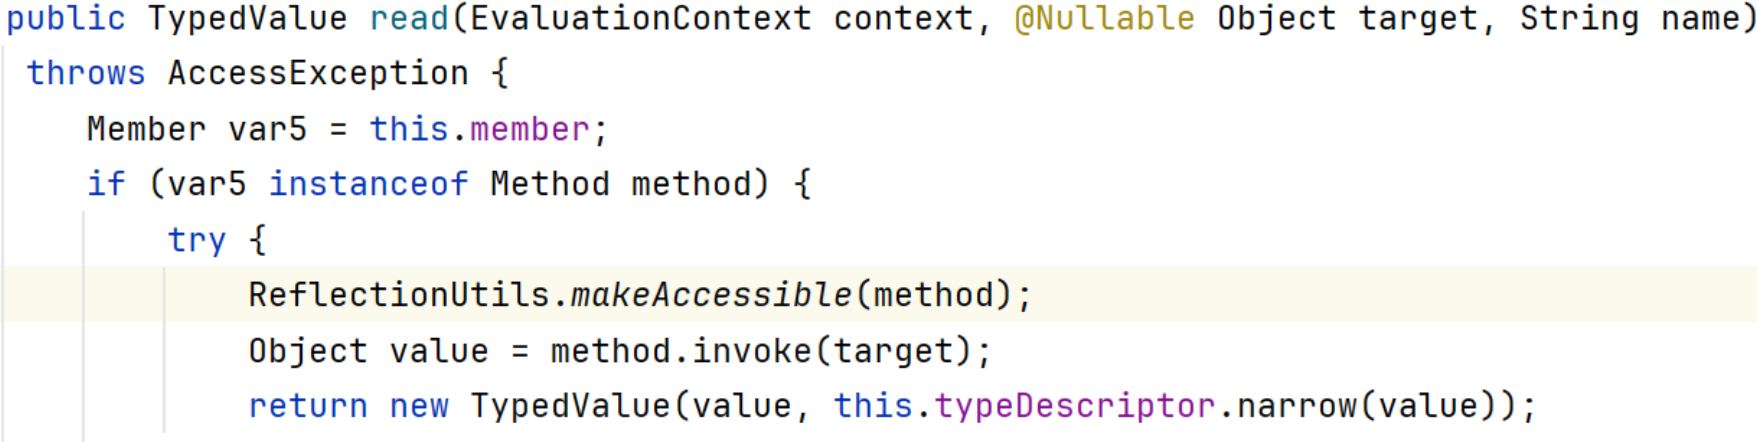 public TypedValue read(EvaluationContext context, @Nullable Object target, String name)
throws AccessException {
Member var5 = this.member;
if (var5 instanceof Method method) {
try {
ReflectionUtils.makeAccessible(method);
Object value = method.invoke(target);
return new TypedValue(value, this.typeDescriptor.narrow(value));